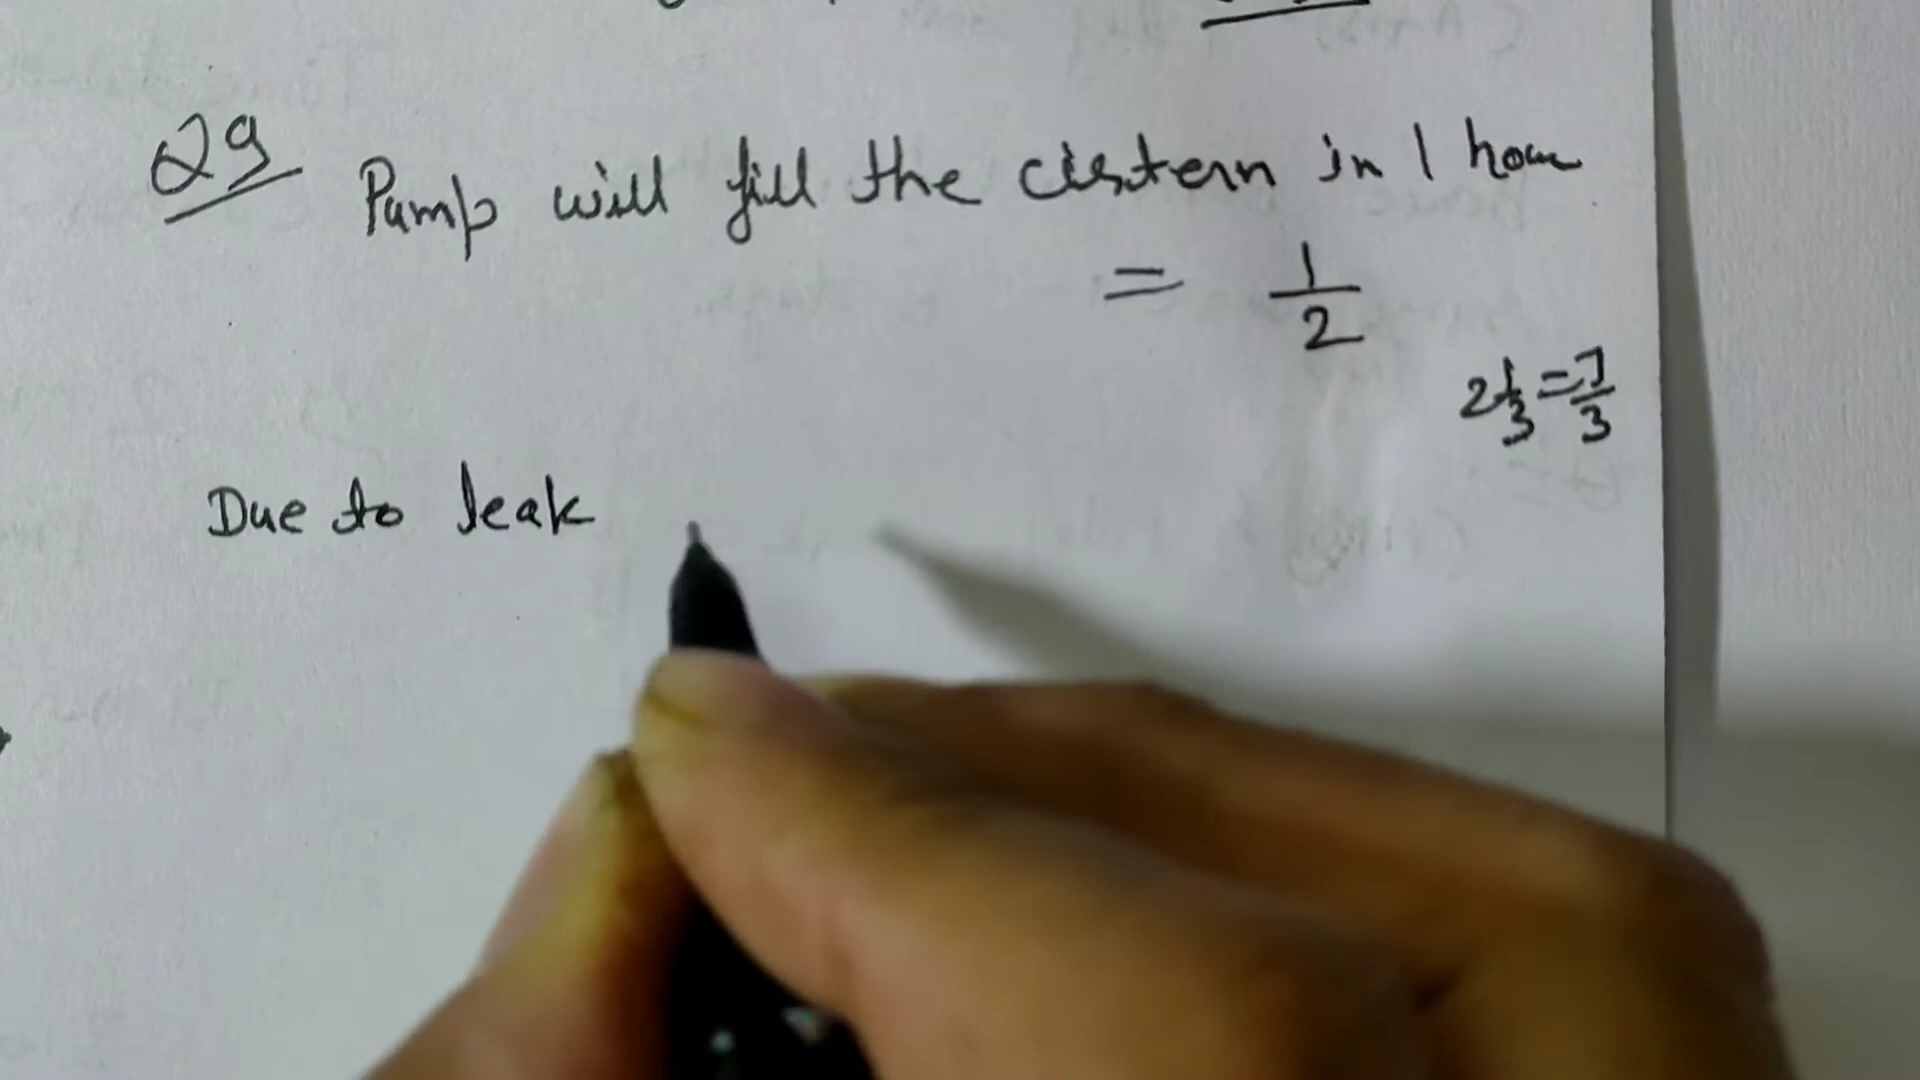 Q9 Pump will fill the cistern in 1 hour
= 1/2
2 1/3 = 7/3
Due to leak